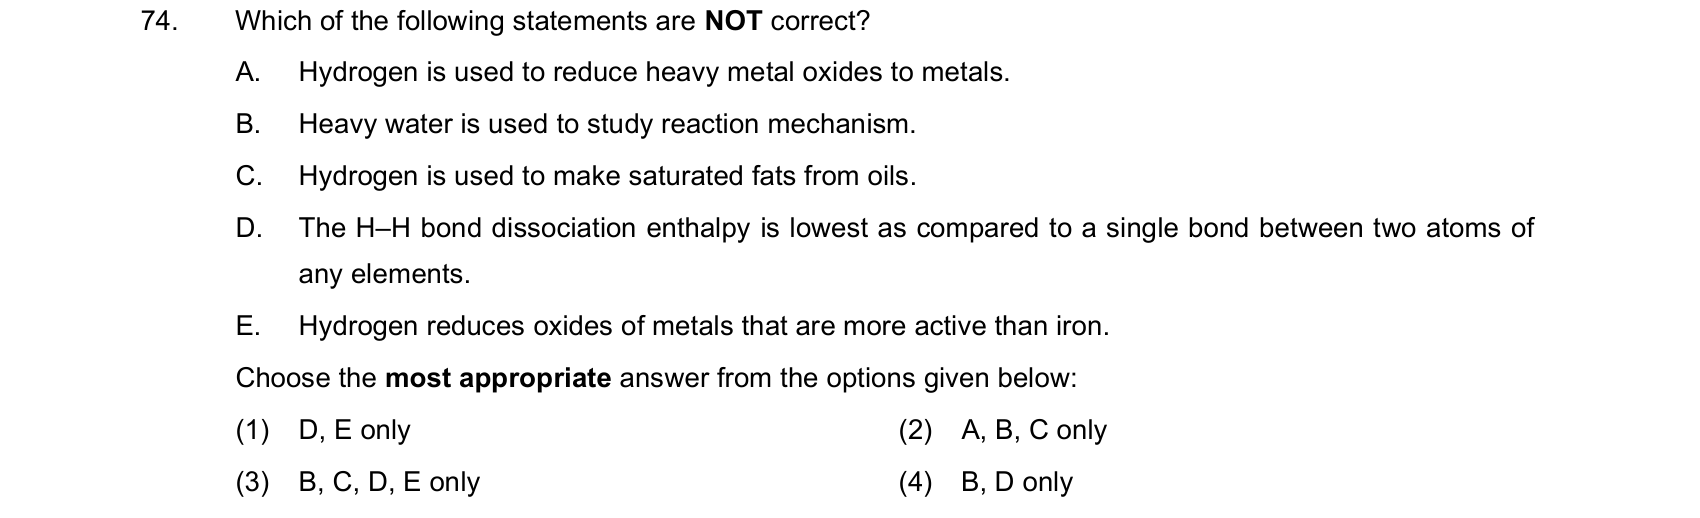 74. Which of the following statements are NOT correct?
A. Hydrogen is used to reduce heavy metal oxides to metals.
B. Heavy water is used to study reaction mechanism.
C. Hydrogen is used to make saturated fats from oils.
D. The H–H bond dissociation enthalpy is lowest as compared to a single bond between two atoms of
any elements.
E. Hydrogen reduces oxides of metals that are more active than iron.
Choose the most appropriate answer from the options given below:
(1) D, E only (2) A, B, C only
(3) B, C, D, E only (4) B, D only